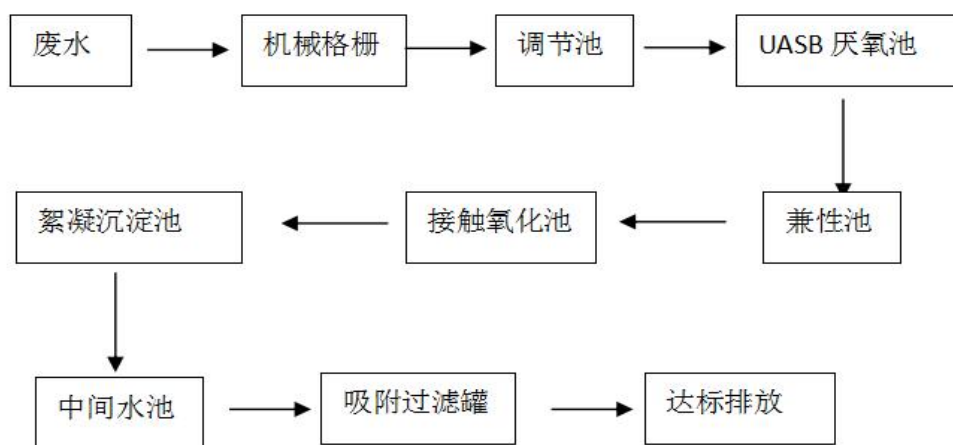 废水
机械格栅
调节池
UASB 厌氧池
兼性池
接触氧化池
絮凝沉淀池
中间水池
吸附过滤罐
达标排放